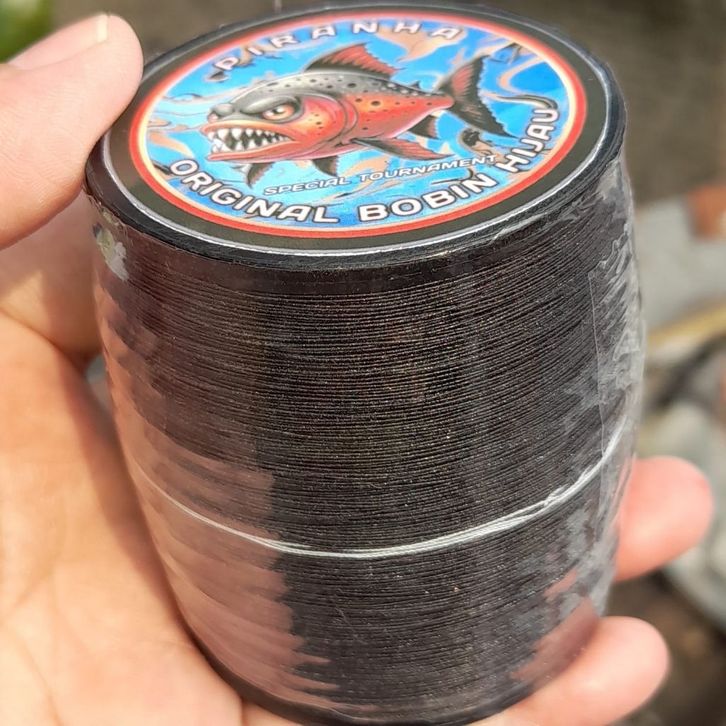 PIRANHA
SPECIAL TOURNAMENT
ORIGINAL BOBIN HIJAU